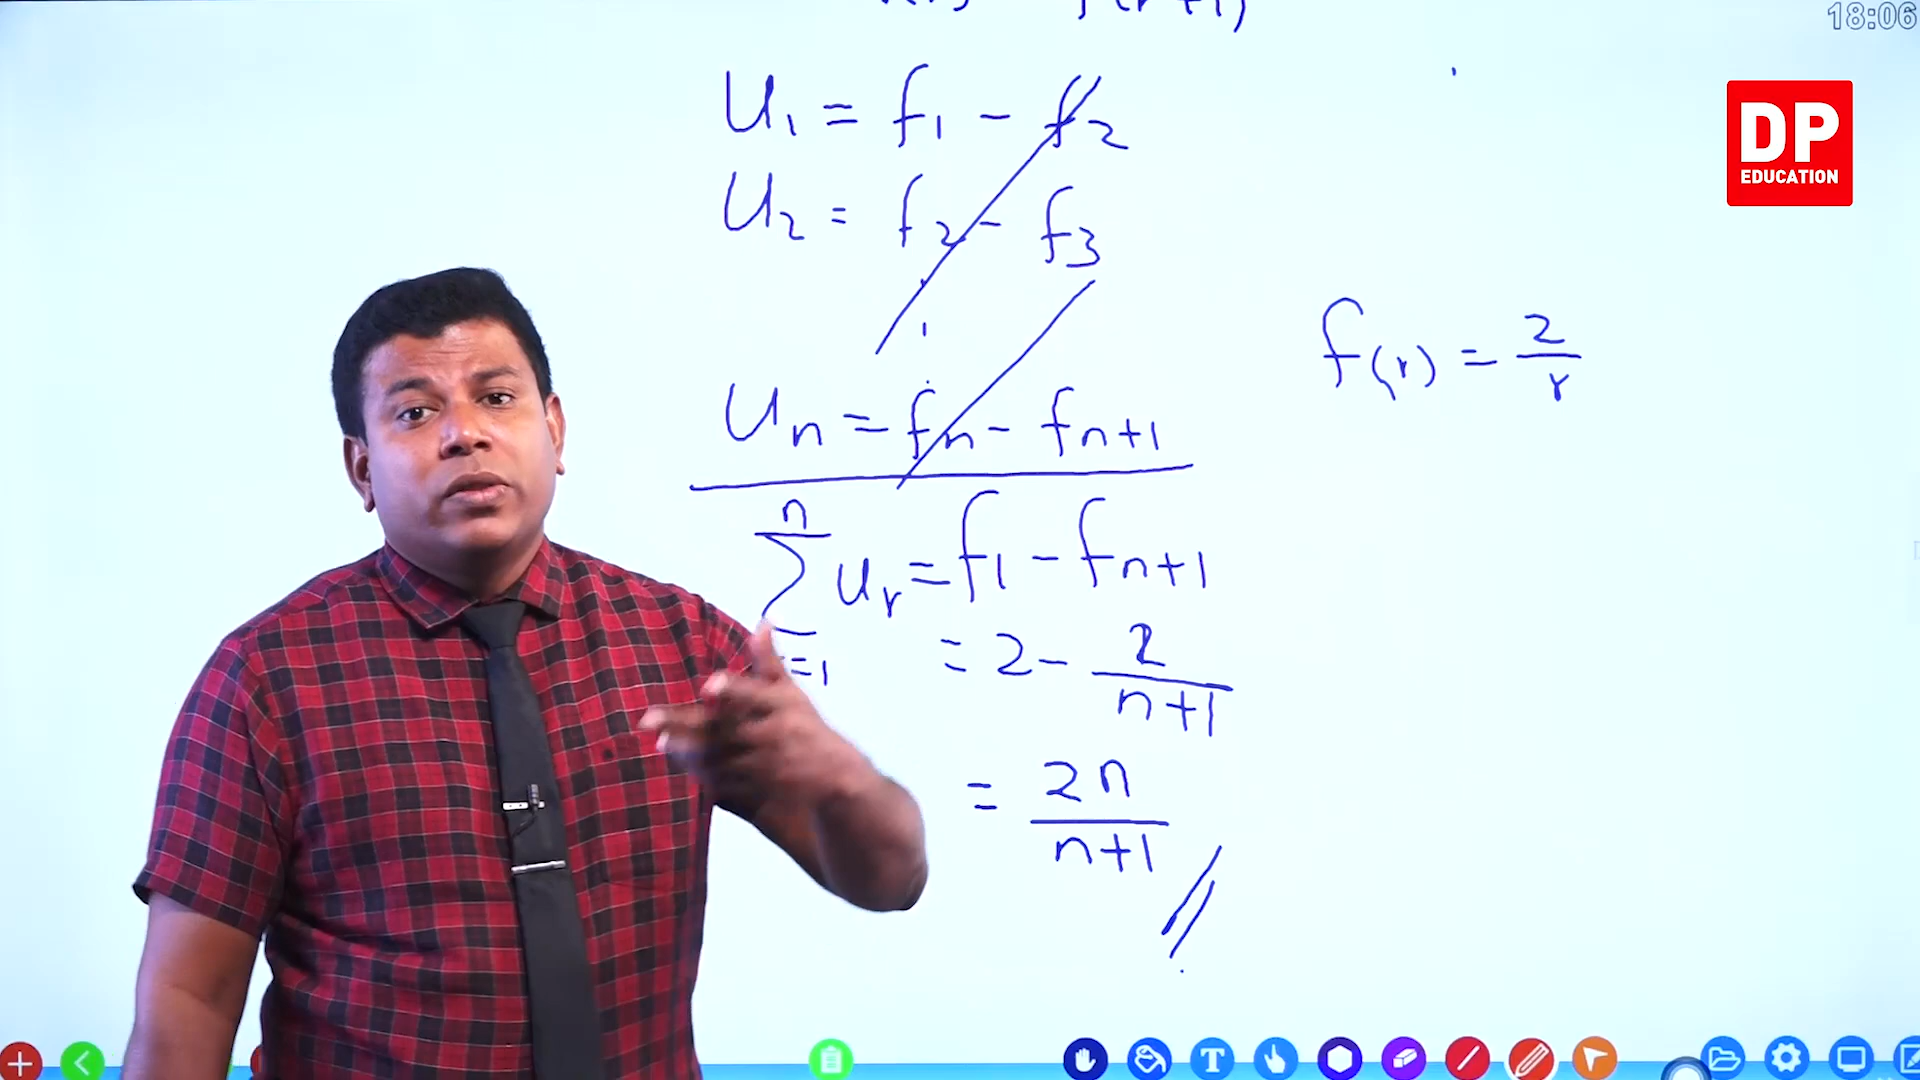 18:06
DP
EDUCATION
U₁ = f₁ - f₂
U₂ = f₂ - f₃
f(r) = 2/r
Uₙ = fₙ - fₙ₊₁
n
∑ uᵣ = f₁ - fₙ₊₁
=1
= 2 - 2/(n+1)
= 2n/(n+1)
T